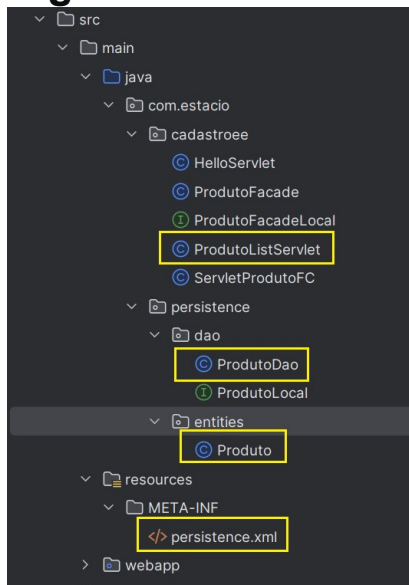 src
main
java
com.estacio
cadastroee
HelloServlet
ProdutoFacade
ProdutoFacadeLocal
ProdutoListServlet
ServletProdutoFC
persistence
dao
ProdutoDao
ProdutoLocal
entities
Produto
resources
META-INF
persistence.xml
webapp